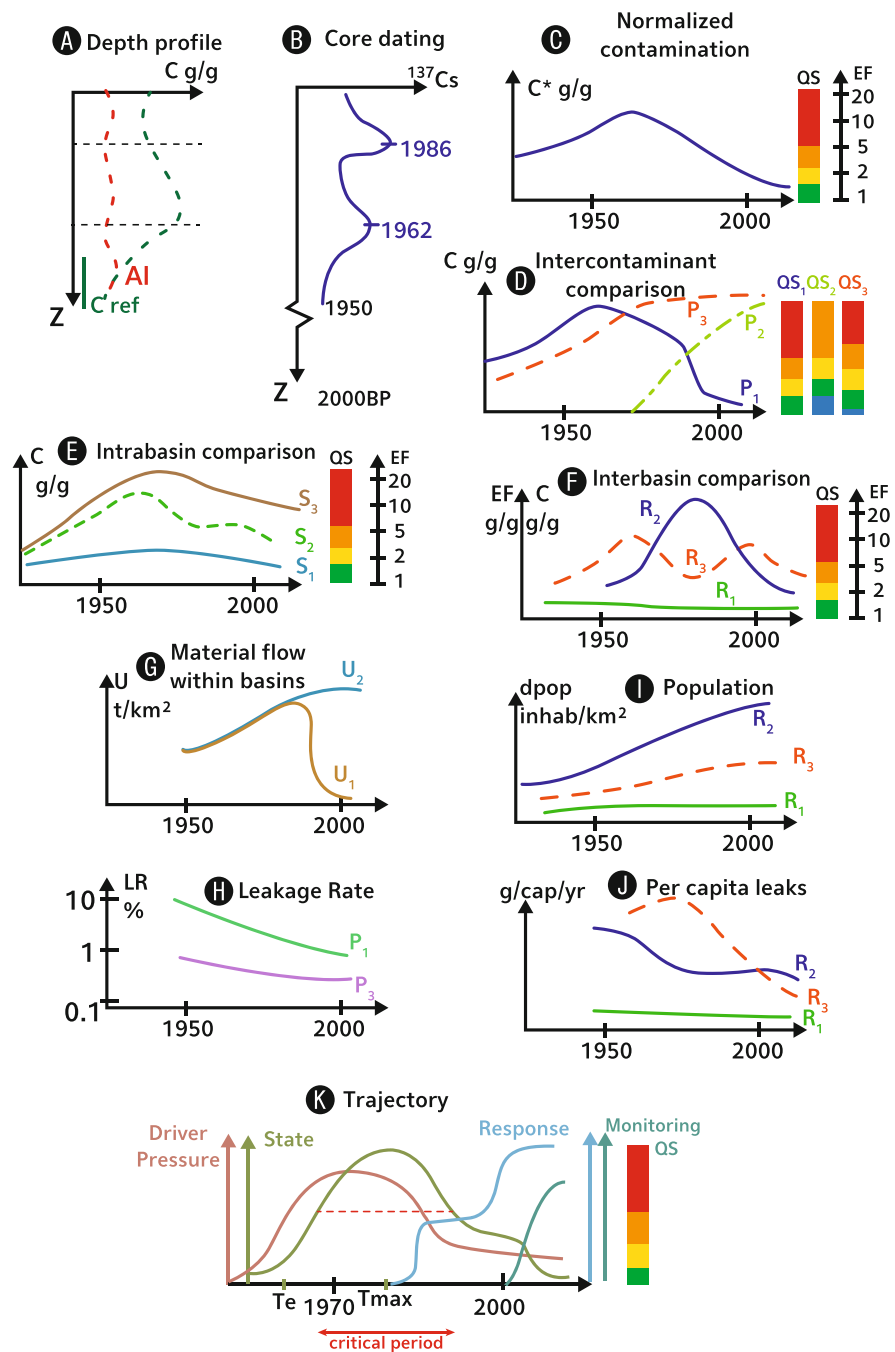 A Depth profile
C g/g
Al
C ref
Z
B Core dating
¹³⁷Cs
1986
1962
1950
Z
2000BP
C Normalized
contamination
C* g/g
QS
EF
20
10
5
2
1
1950
2000
D Intercontaminant
comparison
C g/g
P₃
P₂
P₁
QS₁ QS₂ QS₃
1950
2000
E Intrabasin comparison
C
g/g
S₃
S₂
S₁
QS
EF
20
10
5
2
1
1950
2000
F Interbasin comparison
EF C
g/g g/g
R₂
R₃
R₁
QS
EF
20
10
5
2
1
1950
2000
G Material flow
within basins
U
t/km²
U₂
U₁
1950
2000
I Population
dpop
inhab/km²
R₂
R₃
R₁
1950
2000
H Leakage Rate
LR
%
10
1
0.1
P₁
P₃
1950
2000
J Per capita leaks
g/cap/yr
R₂
R₃
R₁
1950
2000
K Trajectory
Driver
Pressure
State
Response
Monitoring
QS
Te
1970
Tmax
2000
critical period